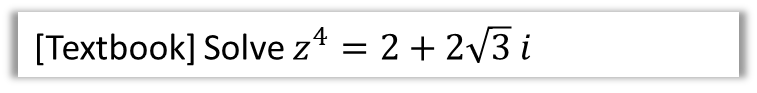 [Textbook] Solve z⁴ = 2 + 2√3 i